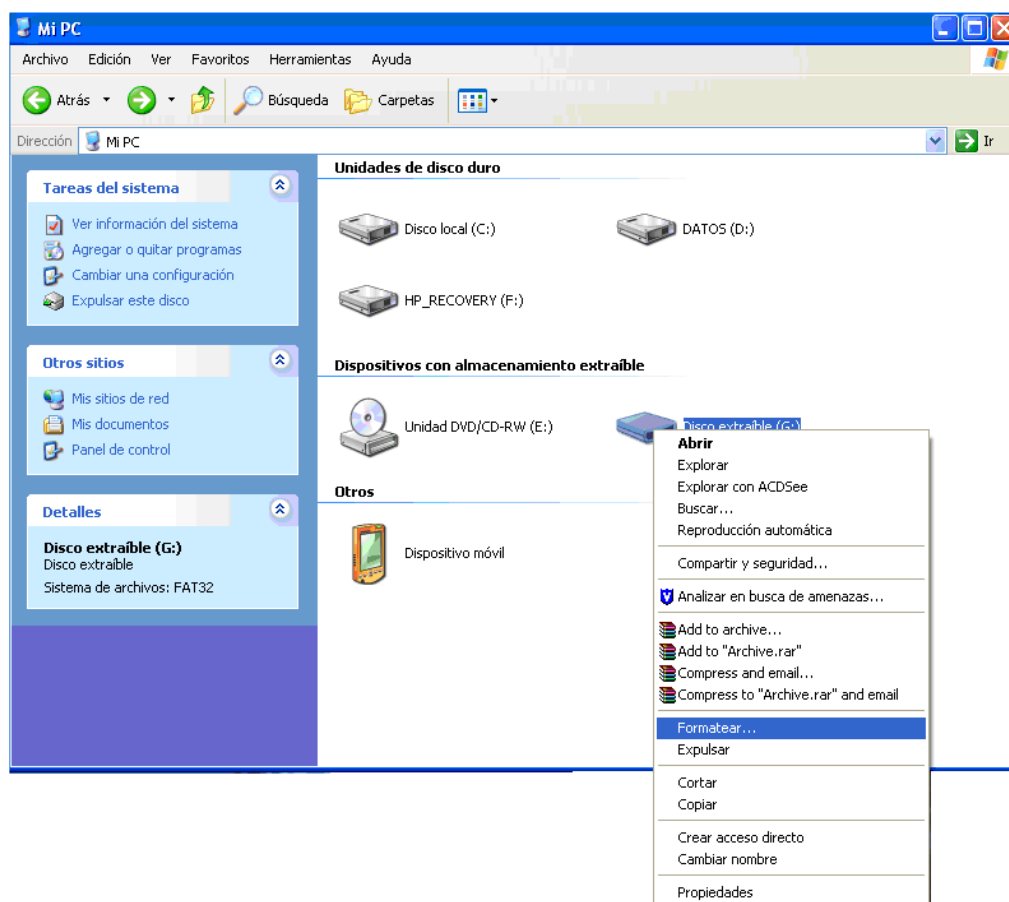 Mi PC
Archivo Edición Ver Favoritos Herramientas Ayuda
Atrás Búsqueda Carpetas
Dirección Mi PC Ir
Tareas del sistema
Ver información del sistema
Agregar o quitar programas
Cambiar una configuración
Expulsar este disco
Otros sitios
Mis sitios de red
Mis documentos
Panel de control
Detalles
Disco extraíble (G:)
Disco extraíble
Sistema de archivos: FAT32
Unidades de disco duro
Disco local (C:) DATOS (D:)
HP_RECOVERY (F:)
Dispositivos con almacenamiento extraíble
Unidad DVD/CD-RW (E:) Disco extraíble (G:)
Otros
Dispositivo móvil
Abrir
Explorar
Explorar con ACDSee
Buscar...
Reproducción automática
Compartir y seguridad...
Analizar en busca de amenazas...
Add to archive...
Add to "Archive.rar"
Compress and email...
Compress to "Archive.rar" and email
Formatear...
Expulsar
Cortar
Copiar
Crear acceso directo
Cambiar nombre
Propiedades